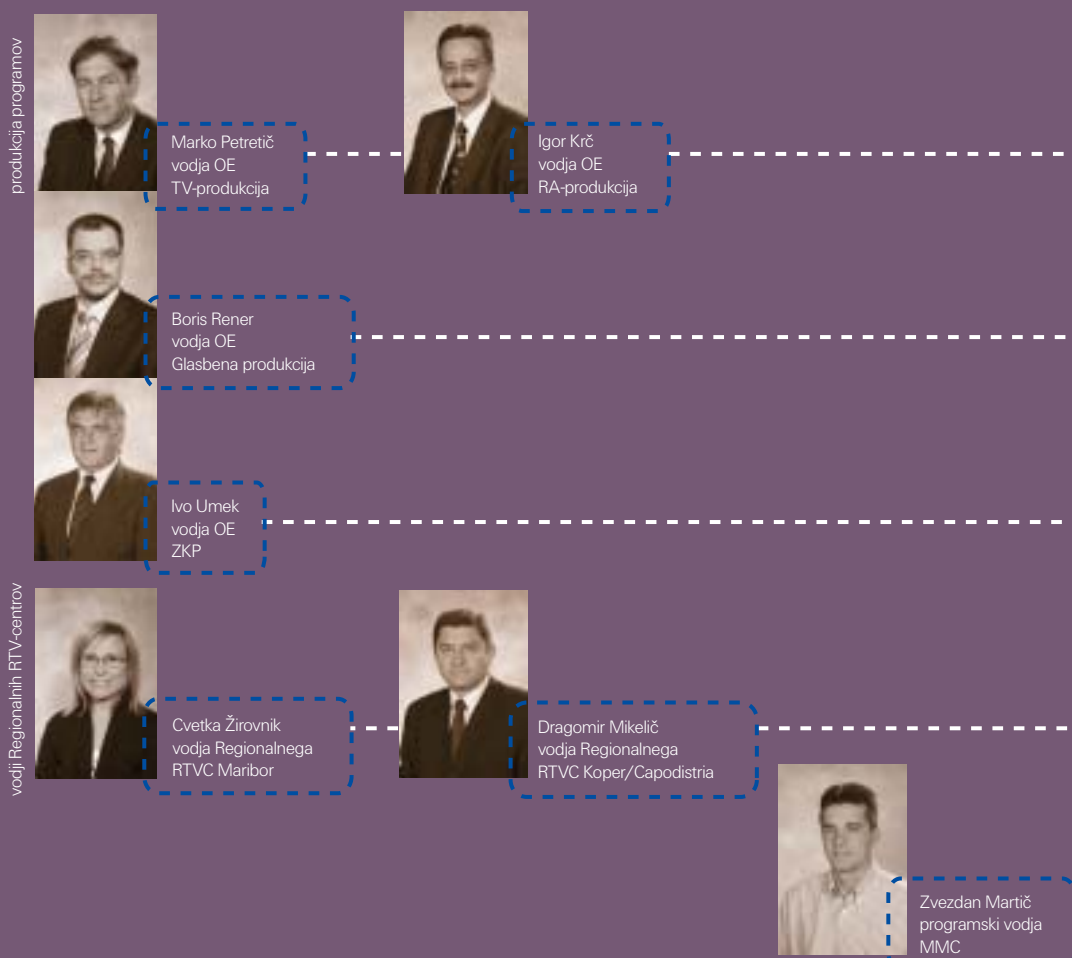 produkcija programov
Marko Petretič
vodja OE
TV-produkcija
Igor Krč
vodja OE
RA-produkcija
Boris Rener
vodja OE
Glasbena produkcija
Ivo Umek
vodja OE
ZKP
vodji Regionalnih RTV-centrov
Cvetka Žirovnik
vodja Regionalnega
RTVC Maribor
Dragomir Mikelič
vodja Regionalnega
RTVC Koper/Capodistria
Zvezdan Martič
programski vodja
MMC